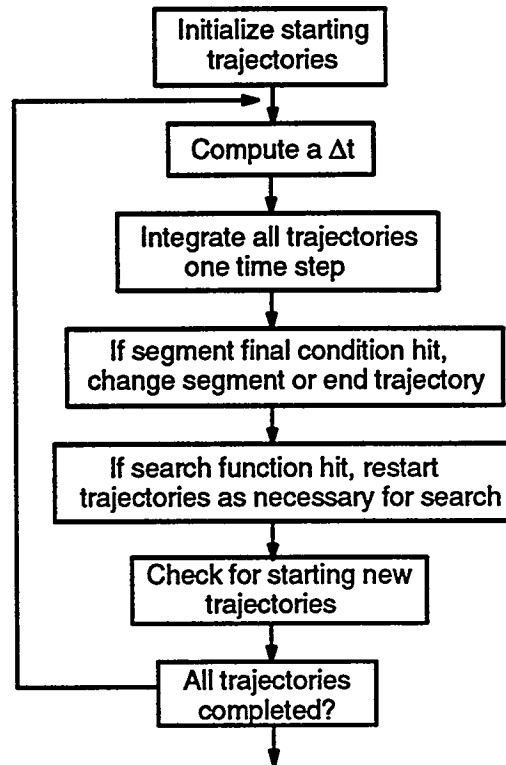 Initialize starting
trajectories
Compute a Δt
Integrate all trajectories
one time step
If segment final condition hit,
change segment or end trajectory
If search function hit, restart
trajectories as necessary for search
Check for starting new
trajectories
All trajectories
completed?